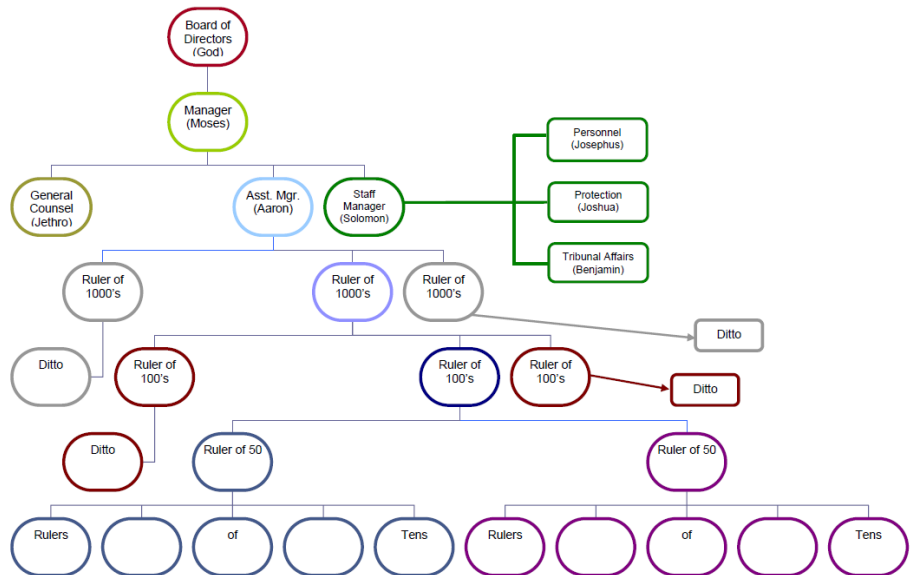 Board of
Directors
(God)
Manager
(Moses)
General
Counsel
(Jethro)
Asst. Mgr.
(Aaron)
Staff
Manager
(Solomon)
Personnel
(Josephus)
Protection
(Joshua)
Tribunal Affairs
(Benjamin)
Ruler of
1000's
Ruler of
1000's
Ruler of
1000's
Ditto
Ditto
Ruler of
100's
Ruler of
100's
Ruler of
100's
Ditto
Ditto
Ruler of 50
Ruler of 50
Rulers
of
Tens
Rulers
of
Tens